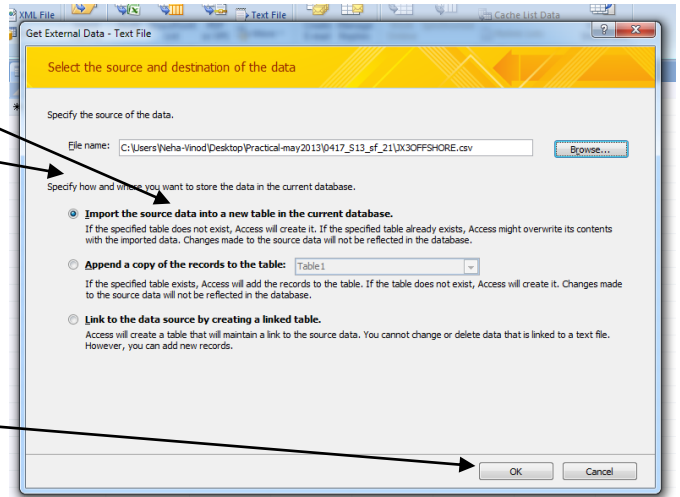 XML File
Text File
Cache List Data
Get External Data - Text File
Select the source and destination of the data
Specify the source of the data.
File name: C:\Users\Neha-Vinod\Desktop\Practical-may2013\0417_S13_sf_21\JX3OFFSHORE.csv Browse...
Specify how and where you want to store the data in the current database.
Import the source data into a new table in the current database.
If the specified table does not exist, Access will create it. If the specified table already exists, Access might overwrite its contents
with the imported data. Changes made to the source data will not be reflected in the database.
Append a copy of the records to the table: Table1
If the specified table exists, Access will add the records to the table. If the table does not exist, Access will create it. Changes made
to the source data will not be reflected in the database.
Link to the data source by creating a linked table.
Access will create a table that will maintain a link to the source data. You cannot change or delete data that is linked to a text file.
However, you can add new records.
OK Cancel